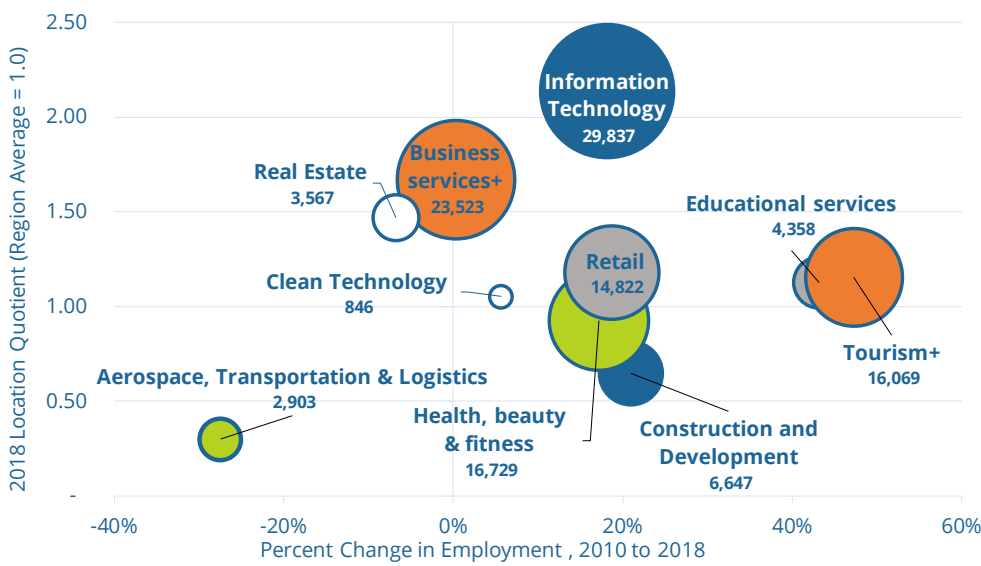 2.50
2.00
1.50
1.00
0.50
-
2018 Location Quotient (Region Average = 1.0)
Information
Technology
29,837
Business
services+
23,523
Real Estate
3,567
Educational services
4,358
Retail
14,822
Clean Technology
846
Tourism+
16,069
Aerospace, Transportation & Logistics
2,903
Health, beauty
& fitness
16,729
Construction and
Development
6,647
-40%
-20%
0%
20%
40%
60%
Percent Change in Employment , 2010 to 2018